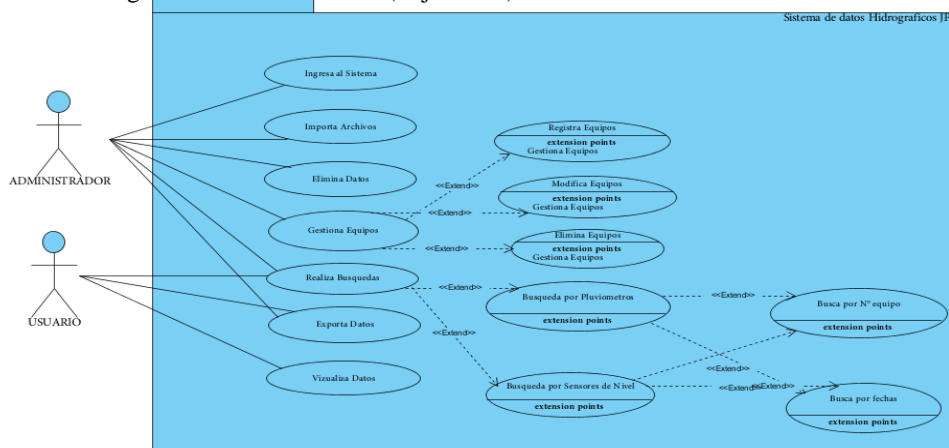 Sistema de datos Hidrograficos JP
Ingresa al Sistema
Importa Archivos
Elimina Datos
Gestiona Equipos
Realiza Busquedas
Exporta Datos
Vizualiza Datos
ADMINISTRADOR
USUARIO
Registra Equipos
extension points
Gestiona Equipos
<<Extend>>
Modifica Equipos
extension points
Gestiona Equipos
<<Extend>>
Elimina Equipos
extension points
Gestiona Equipos
<<Extend>>
Busqueda por Pluviometros
extension points
<<Extend>>
<<Extend>>
Busqueda por Sensores de Nivel
extension points
<<Extend>>
Busca por Nº equipo
extension points
<<Extend>>
<<Extend>>
<<Extend>>
Busca por fechas
extension points